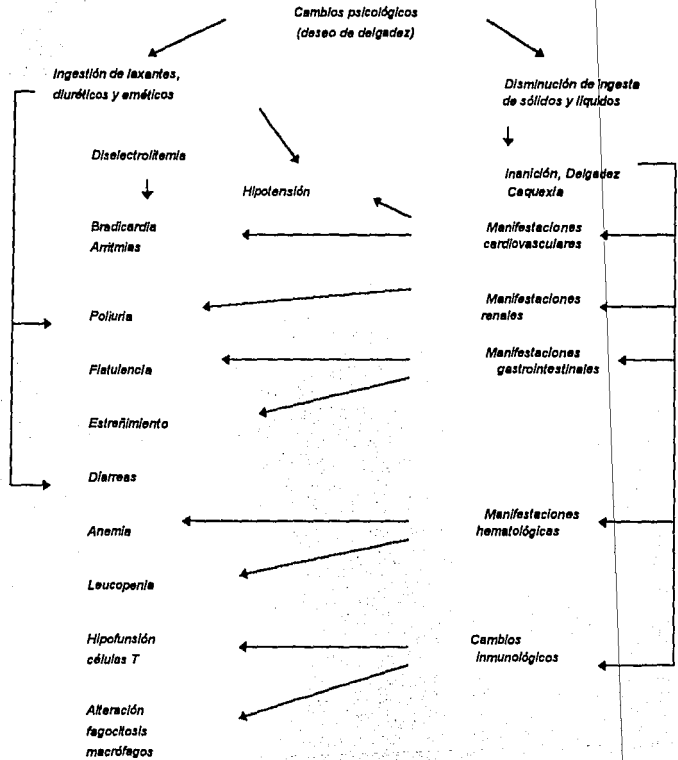 Cambios psicológicos
(deseo de delgadez)
Ingestión de laxantes,
diuréticos y eméticos
Disminución de ingesta
de sólidos y líquidos
Diselectrolitemia
Hipotensión
Inanición, Delgadez
Caquexia
Bradicardia
Arritmias
Manifestaciones
cardiovasculares
Poliuria
Manifestaciones
renales
Flatulencia
Manifestaciones
gastrointestinales
Estreñimiento
Diarreas
Anemia
Manifestaciones
hematológicas
Leucopenia
Hipofunsión
células T
Cambios
inmunológicos
Alteración
fagocitosis
macrófagos